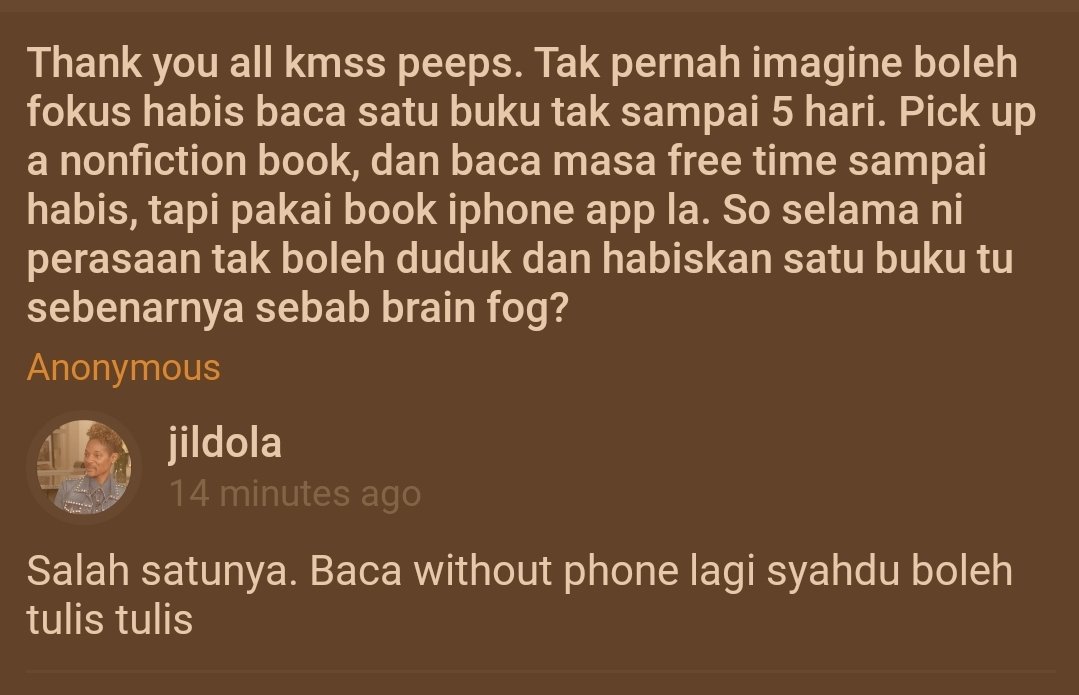 Thank you all kmss peeps. Tak pernah imagine boleh
fokus habis baca satu buku tak sampai 5 hari. Pick up
a nonfiction book, dan baca masa free time sampai
habis, tapi pakai book iphone app la. So selama ni
perasaan tak boleh duduk dan habiskan satu buku tu
sebenarnya sebab brain fog?
Anonymous
jildola
14 minutes ago
Salah satunya. Baca without phone lagi syahdu boleh
tulis tulis